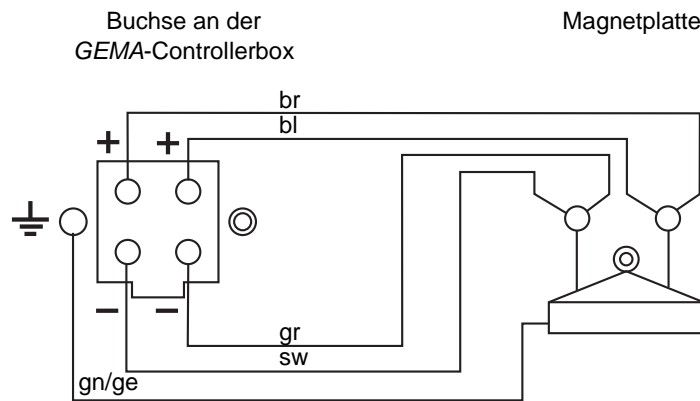 Buchse an der
GEMA-Controllerbox
Magnetplatte
br
bl
+ +
− −
gr
sw
gn/ge